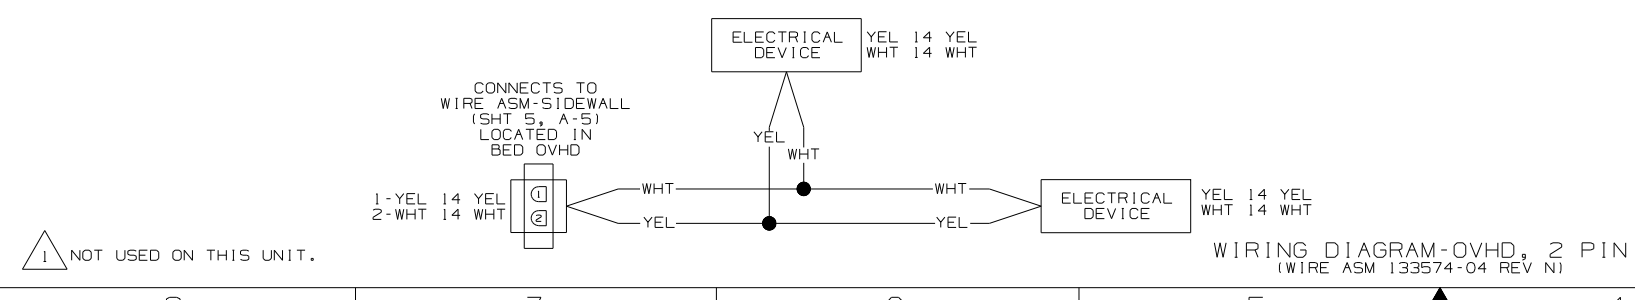 ELECTRICAL
DEVICE
YEL 14 YEL
WHT 14 WHT
CONNECTS TO
WIRE ASM-SIDEWALL
(SHT 5, A-5)
LOCATED IN
BED OVHD
YEL
WHT
1-YEL 14 YEL
2-WHT 14 WHT
1
2
WHT
YEL
WHT
YEL
ELECTRICAL
DEVICE
YEL 14 YEL
WHT 14 WHT
1 NOT USED ON THIS UNIT.
WIRING DIAGRAM-OVHD, 2 PIN
(WIRE ASM 133574-04 REV N)